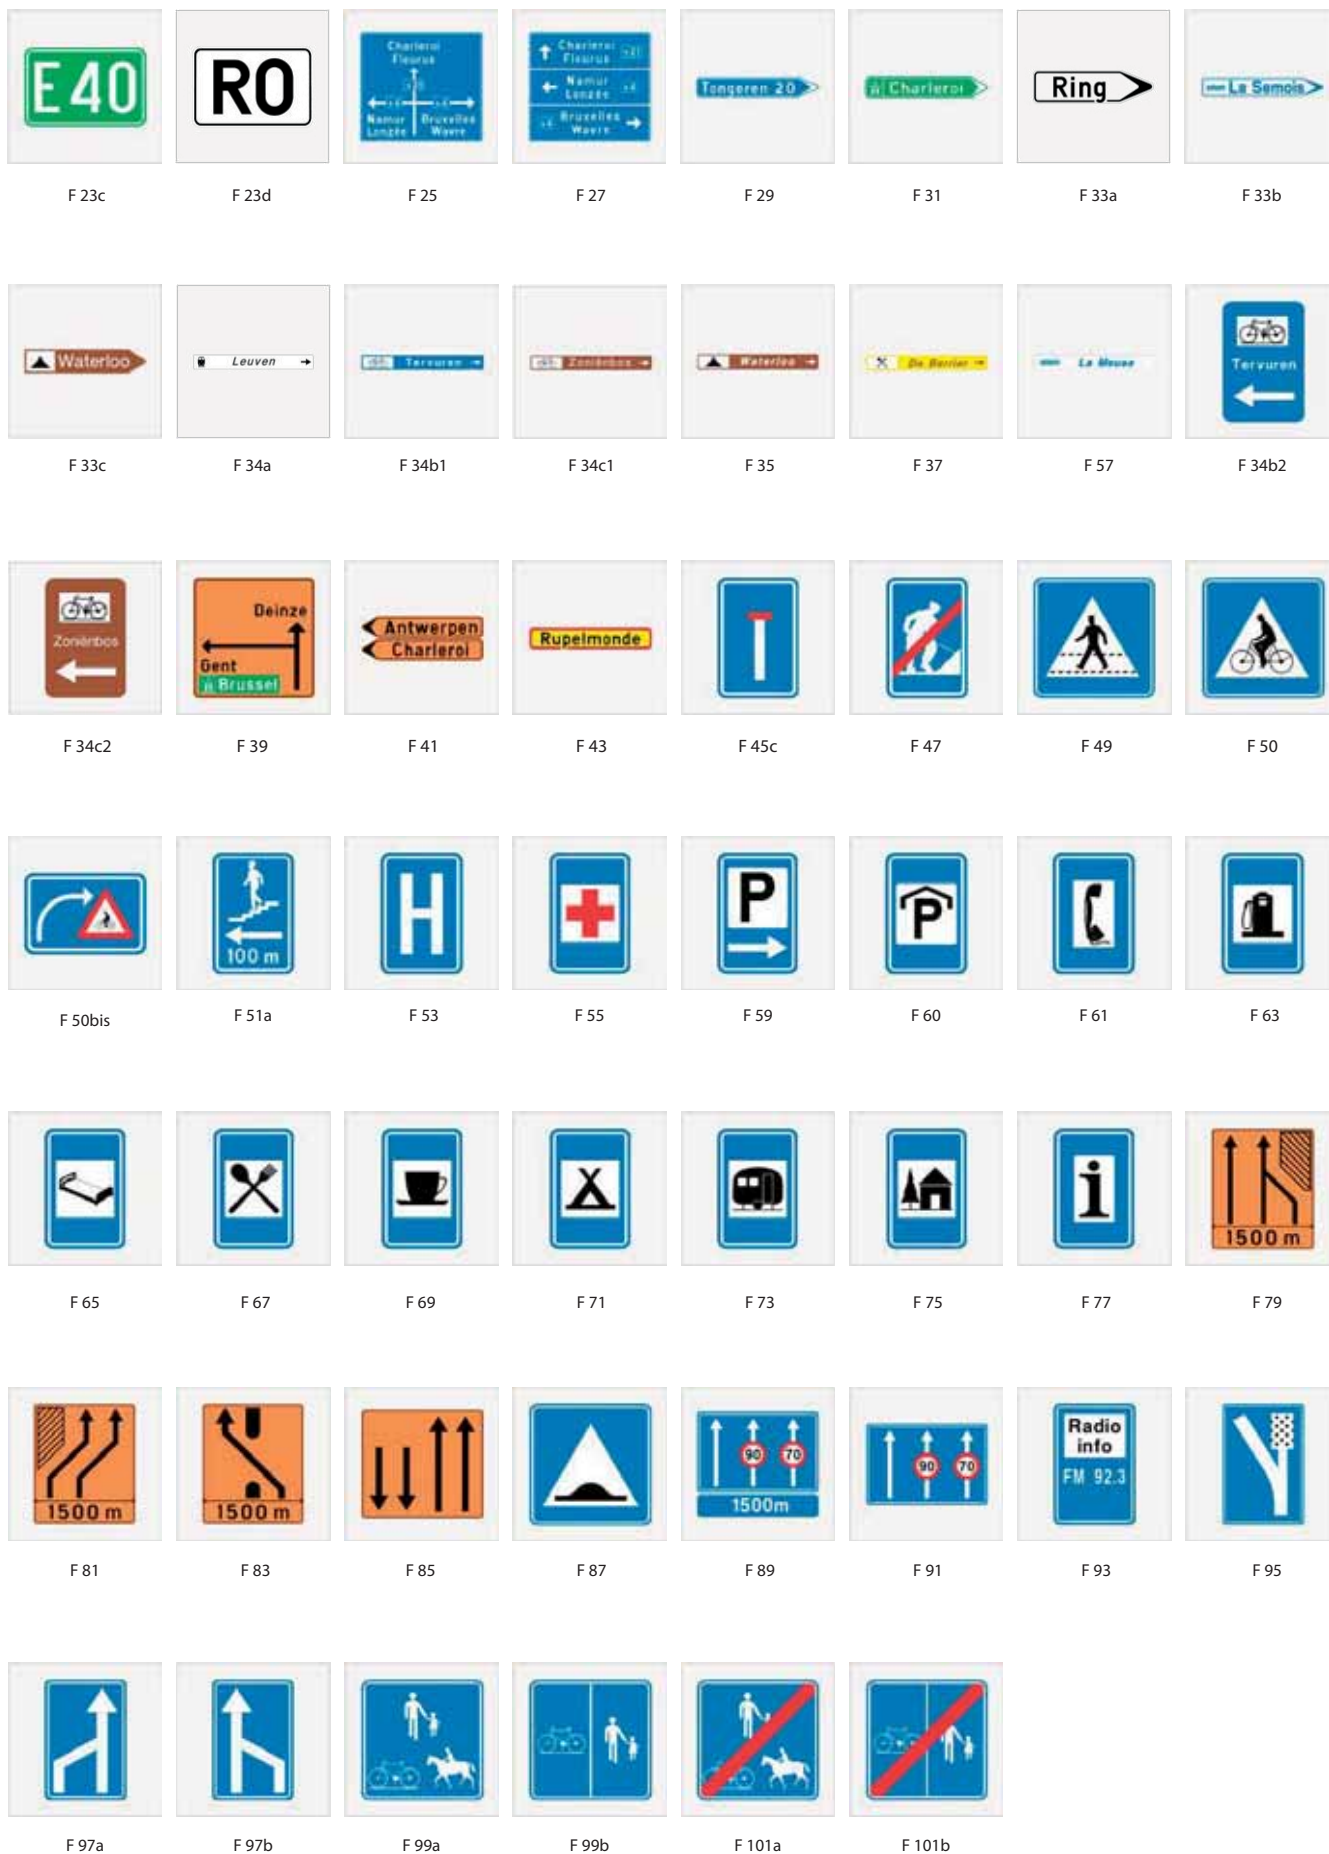 E40
R0
Charleroi
Fleurus
Namur
Lonzée
Bruxelles
Wavre
Charleroi
Fleurus
Namur
Lonzée
Bruxelles
Wavre
Tongeren 20
Charleroi
Ring
La Semois
F 23c
F 23d
F 25
F 27
F 29
F 31
F 33a
F 33b
Waterloo
Leuven
Tervuren
Zoniënbos
Waterloo
De Barrier
La Meuse
Tervuren
F 33c
F 34a
F 34b1
F 34c1
F 35
F 37
F 57
F 34b2
Zoniënbos
Deinze
Gent
Brussel
Antwerpen
Charleroi
Rupelmonde
F 34c2
F 39
F 41
F 43
F 45c
F 47
F 49
F 50
100 m
H
P
P
F 50bis
F 51a
F 53
F 55
F 59
F 60
F 61
F 63
i
1500 m
F 65
F 67
F 69
F 71
F 73
F 75
F 77
F 79
1500 m
1500 m
90 70
1500m
90 70
Radio
info
FM 92.3
F 81
F 83
F 85
F 87
F 89
F 91
F 93
F 95
F 97a
F 97b
F 99a
F 99b
F 101a
F 101b